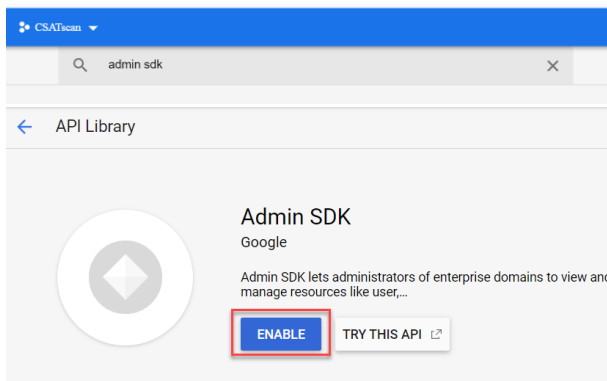 CSATscan
admin sdk
API Library
Admin SDK
Google
Admin SDK lets administrators of enterprise domains to view and
manage resources like user,...
ENABLE
TRY THIS API